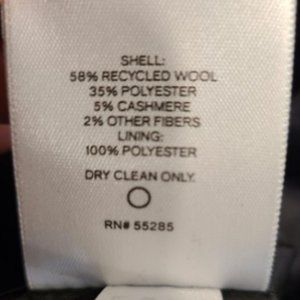 SHELL:
58% RECYCLED WOOL
35% POLYESTER
5% CASHMERE
2% OTHER FIBERS
LINING:
100% POLYESTER
DRY CLEAN ONLY
RN# 55285